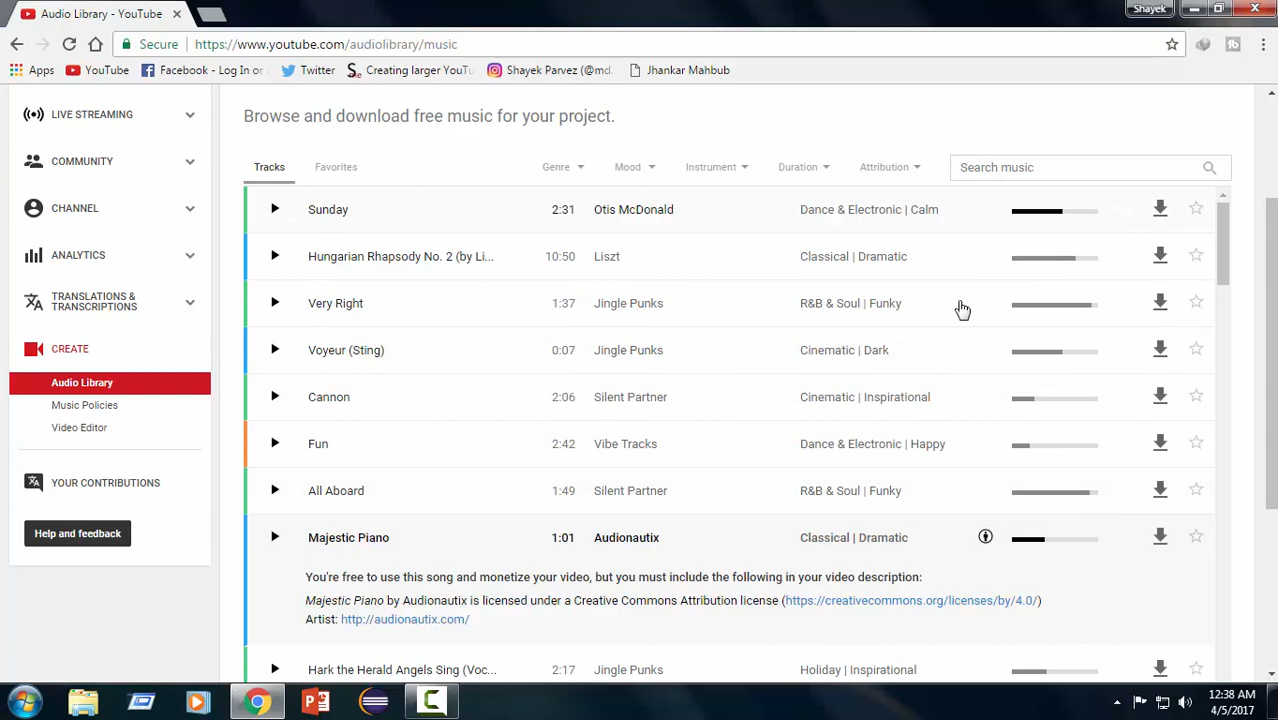 Audio Library - YouTube
Shayek
Secure
https://www.youtube.com/audiolibrary/music
Apps
YouTube
Facebook - Log In or
Twitter
Creating larger YouTu
Shayek Parvez (@md.
Jhankar Mahbub
LIVE STREAMING
COMMUNITY
CHANNEL
ANALYTICS
TRANSLATIONS &
TRANSCRIPTIONS
CREATE
Audio Library
Music Policies
Video Editor
YOUR CONTRIBUTIONS
Help and feedback
Browse and download free music for your project.
Tracks Favorites Genre Mood Instrument Duration Attribution Search music
Sunday 2:31 Otis McDonald Dance & Electronic | Calm
Hungarian Rhapsody No. 2 (by Li... 10:50 Liszt Classical | Dramatic
Very Right 1:37 Jingle Punks R&B & Soul | Funky
Voyeur (Sting) 0:07 Jingle Punks Cinematic | Dark
Cannon 2:06 Silent Partner Cinematic | Inspirational
Fun 2:42 Vibe Tracks Dance & Electronic | Happy
All Aboard 1:49 Silent Partner R&B & Soul | Funky
Majestic Piano 1:01 Audionautix Classical | Dramatic
You're free to use this song and monetize your video, but you must include the following in your video description:
Majestic Piano by Audionautix is licensed under a Creative Commons Attribution license (https://creativecommons.org/licenses/by/4.0/)
Artist: http://audionautix.com/
Hark the Herald Angels Sing (Voc... 2:17 Jingle Punks Holiday | Inspirational
12:38 AM
4/5/2017